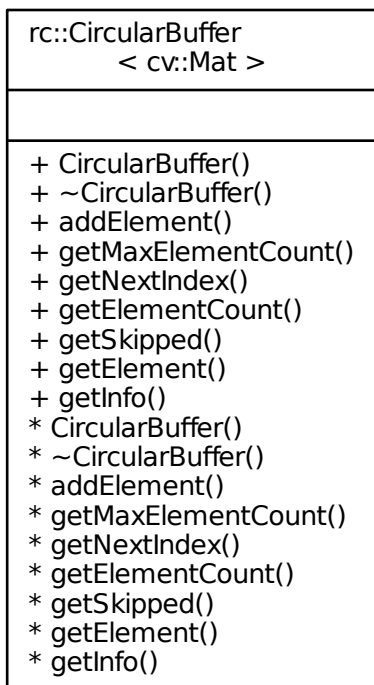 rc::CircularBuffer
< cv::Mat >
+ CircularBuffer()
+ ~CircularBuffer()
+ addElement()
+ getMaxElementCount()
+ getNextIndex()
+ getElementCount()
+ getSkipped()
+ getElement()
+ getInfo()
* CircularBuffer()
* ~CircularBuffer()
* addElement()
* getMaxElementCount()
* getNextIndex()
* getElementCount()
* getSkipped()
* getElement()
* getInfo()